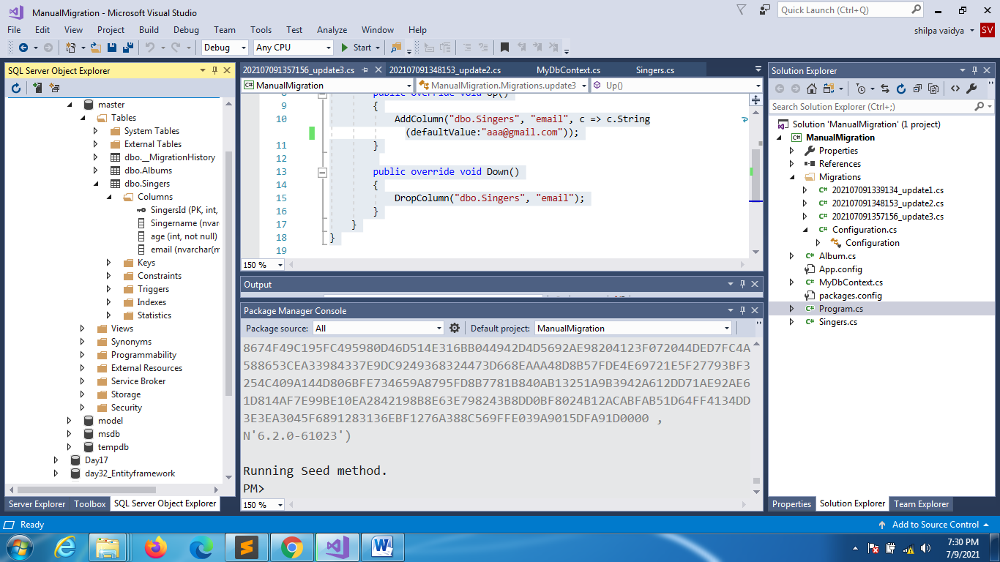 ManualMigration - Microsoft Visual Studio
Quick Launch (Ctrl+Q)
File Edit View Project Build Debug Team Tools Test Analyze Window Help
shilpa vaidya SV
Debug Any CPU Start
SQL Server Object Explorer
master
Tables
System Tables
External Tables
dbo.__MigrationHistory
dbo.Albums
dbo.Singers
Columns
SingersId (PK, int,
Singername (nvar
age (int, not null)
email (nvarchar(m
Keys
Constraints
Triggers
Indexes
Statistics
Views
Synonyms
Programmability
External Resources
Service Broker
Storage
Security
model
msdb
tempdb
Day17
day32_Entityframework
Server Explorer Toolbox SQL Server Object Explorer
202107091357156_update3.cs 202107091348153_update2.cs MyDbContext.cs Singers.cs
ManualMigration ManualMigration.Migrations.update3 Up()
8 public override void Up()
9 {
10 AddColumn("dbo.Singers", "email", c => c.String
(defaultValue:"aaa@gmail.com"));
11 }
12
13 public override void Down()
14 {
15 DropColumn("dbo.Singers", "email");
16 }
17 }
18 }
19
150 %
Output
Package Manager Console
Package source: All Default project: ManualMigration
8674F49C195FC495980D46D514E316BB044942D4D5692AE98204123F072044DED7FC4A
588653CEA33984337E9DC9249368324473D668EAAA48D8B57FDE4E69721E5F27793BF3
254C409A144D806BFE734659A8795FD8B7781B840AB13251A9B3942A612DD71AE92AE6
1D814AF7E99BE10EA2842198B8E63E798243B8DD0BF8024B12ACABFAB51D64FF4134DD
3E3EA3045F6891283136EBF1276A388C569FFE039A9015DFA91D0000 ,
N'6.2.0-61023')
Running Seed method.
PM>
150 %
Solution Explorer
Search Solution Explorer (Ctrl+;)
Solution 'ManualMigration' (1 project)
ManualMigration
Properties
References
Migrations
202107091339134_update1.cs
202107091348153_update2.cs
202107091357156_update3.cs
Configuration.cs
Configuration
Album.cs
App.config
MyDbContext.cs
packages.config
Program.cs
Singers.cs
Properties Solution Explorer Team Explorer
Ready
Add to Source Control
7:30 PM
7/9/2021